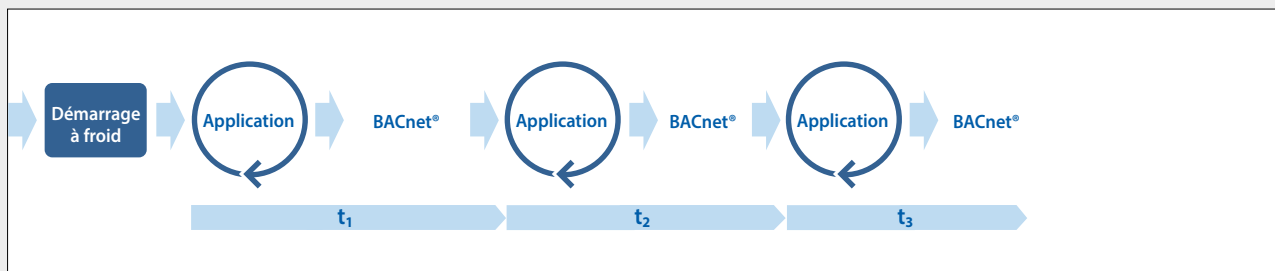 Démarrage
à froid
Application
BACnet®
Application
BACnet®
Application
BACnet®
t₁
t₂
t₃